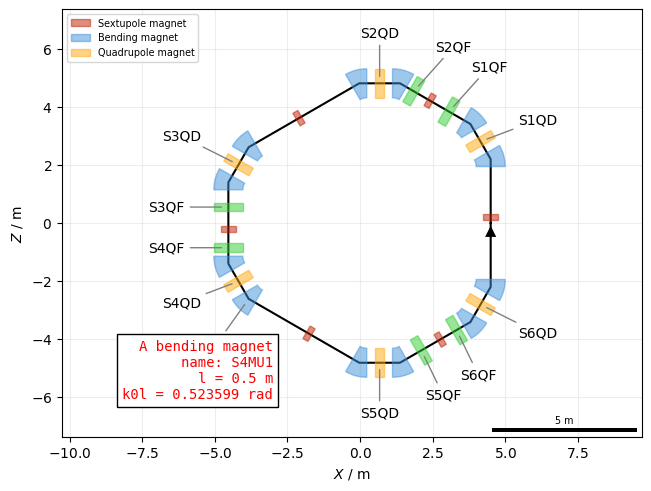 Sextupole magnet
Bending magnet
Quadrupole magnet
S2QD
S2QF
S1QF
S1QD
S3QD
S3QF
S4QF
S4QD
S6QD
S6QF
S5QF
S5QD
A bending magnet
name: S4MU1
l = 0.5 m
k0l = 0.523599 rad
5 m
6
4
2
0
−2
−4
−6
Z / m
−10.0 −7.5 −5.0 −2.5 0.0 2.5 5.0 7.5
X / m